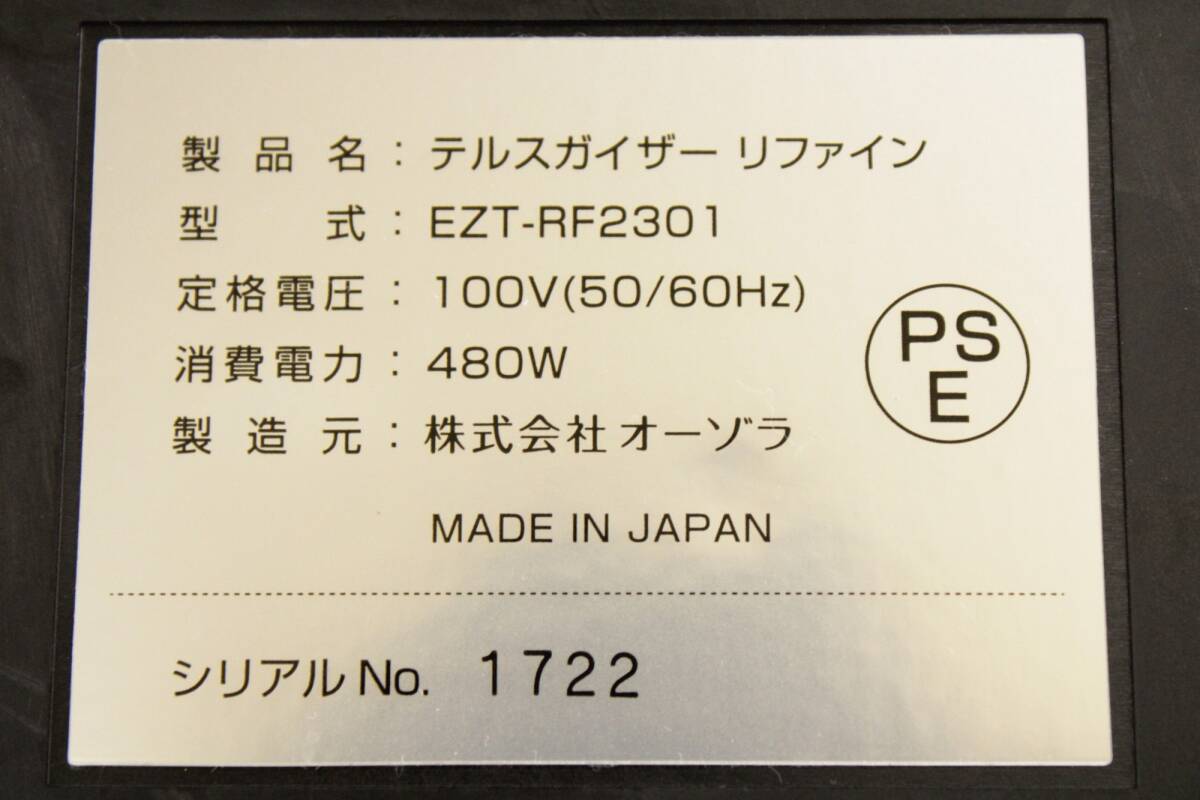 製品名：テルスガイザー リファイン
型式：EZT-RF2301
定格電圧：100V(50/60Hz)
消費電力：480W
製造元：株式会社オーゾラ
PS
E
MADE IN JAPAN
シリアルNo. 1722